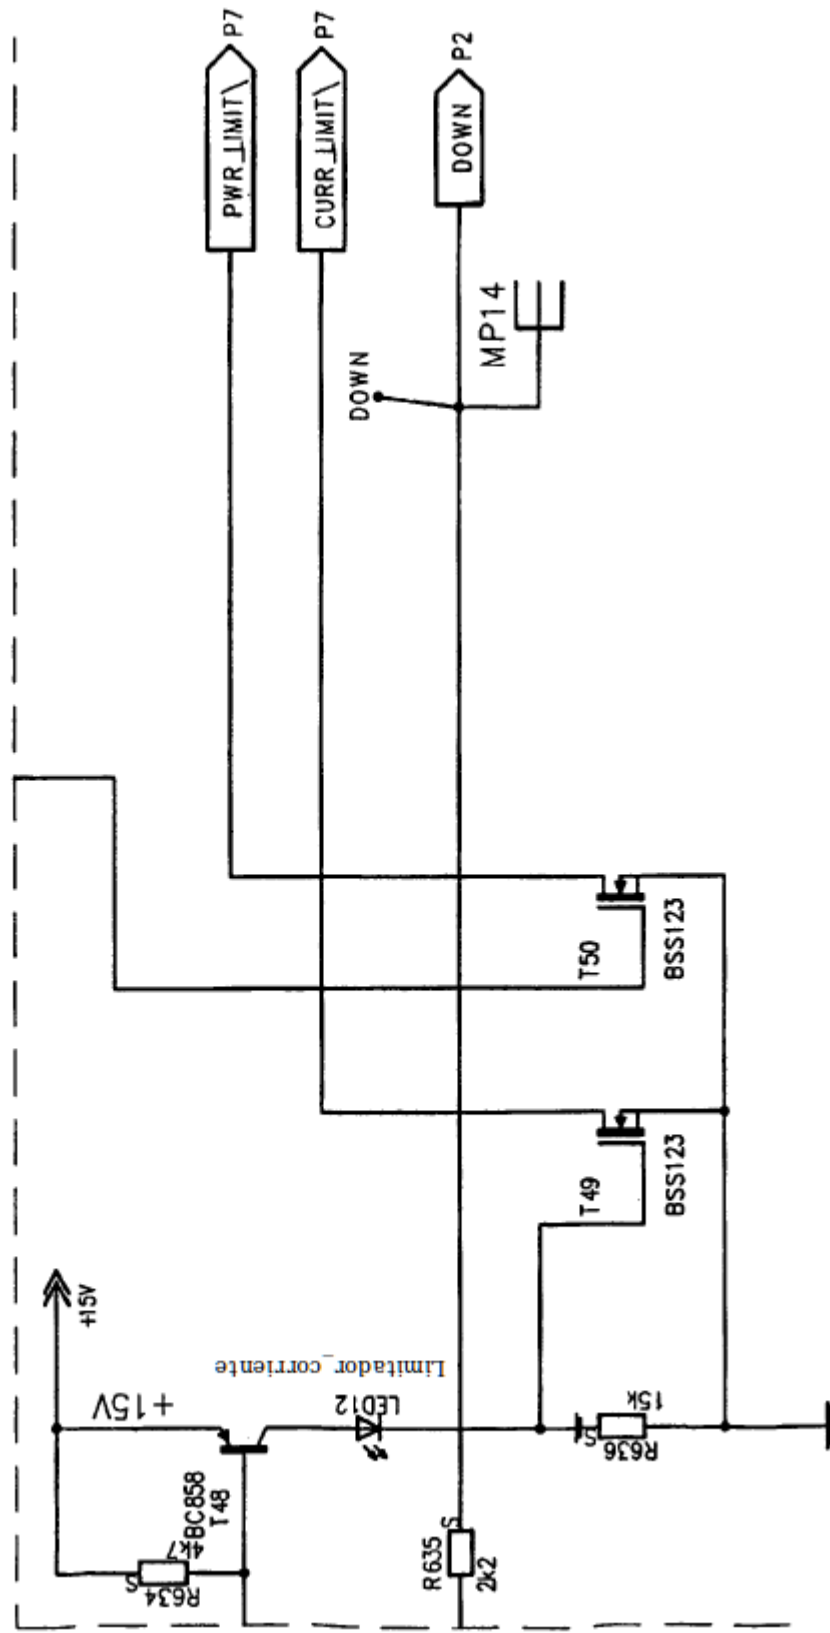 PWR_LIMIT\ P7
CURR_LIMIT\ P7
DOWN P2
MP14
DOWN
T50
BSS123
T49
BSS123
+15V
+15V
Limitador_corriente
LED12
BC858
T48
4k7
S
R634
R635
S
2k2
S
R636
15k